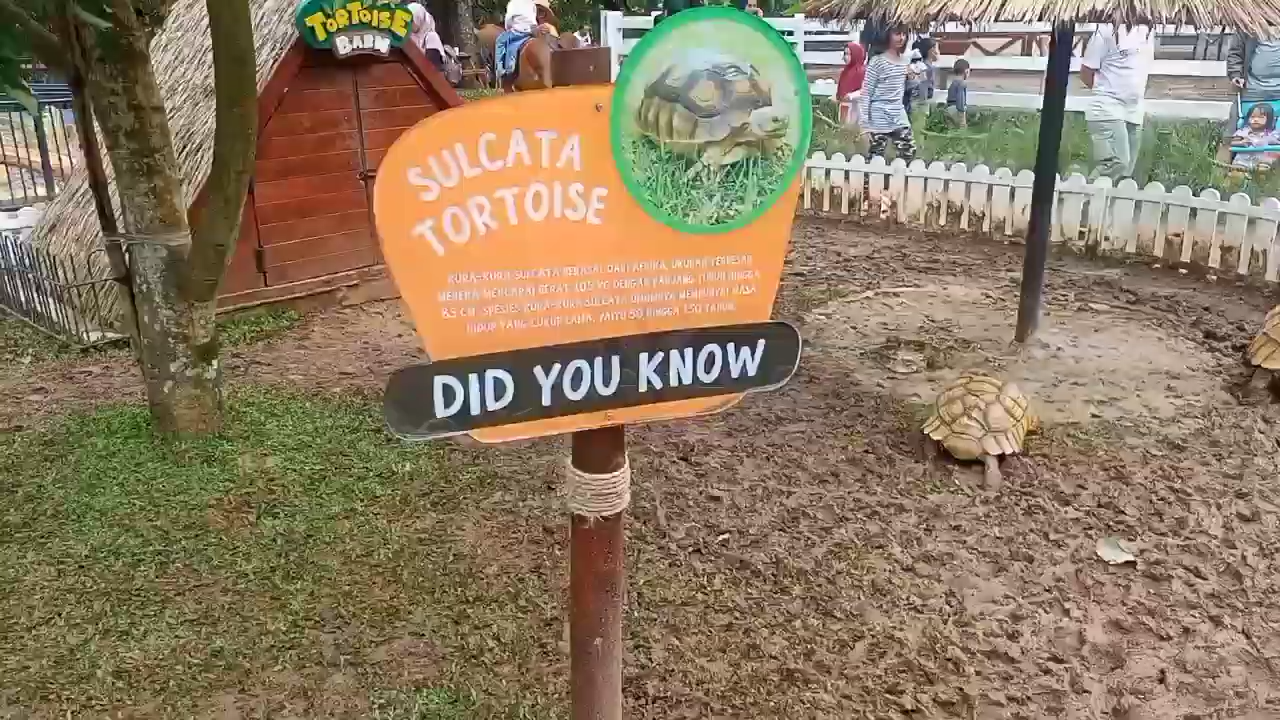 TORTOISE
BARN
SULCATA
TORTOISE
KURA-KURA SULCATA BERASAL DARI AFRIKA, UKURAN TERBESAR
MEREKA MENCAPAI BERAT 105 KG DENGAN PANJANG TUBUH HINGGA
83 CM. SPESIES KURA-KURA SULCATA UMUMNYA MEMPUNYAI MASA
HIDUP YANG CUKUP LAMA, YAITU 50 HINGGA 150 TAHUN.
DID YOU KNOW